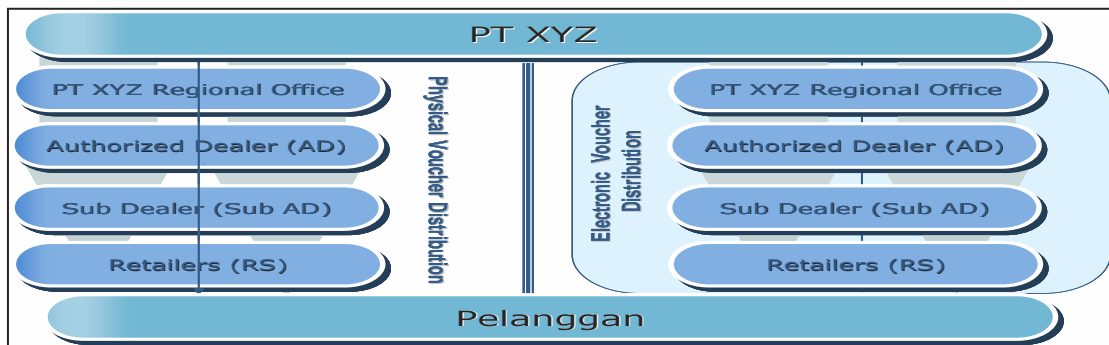 PT XYZ
PT XYZ Regional Office
Authorized Dealer (AD)
Sub Dealer (Sub AD)
Retailers (RS)
Physical Voucher Distribution
Electronic Voucher
Distribution
PT XYZ Regional Office
Authorized Dealer (AD)
Sub Dealer (Sub AD)
Retailers (RS)
Pelanggan